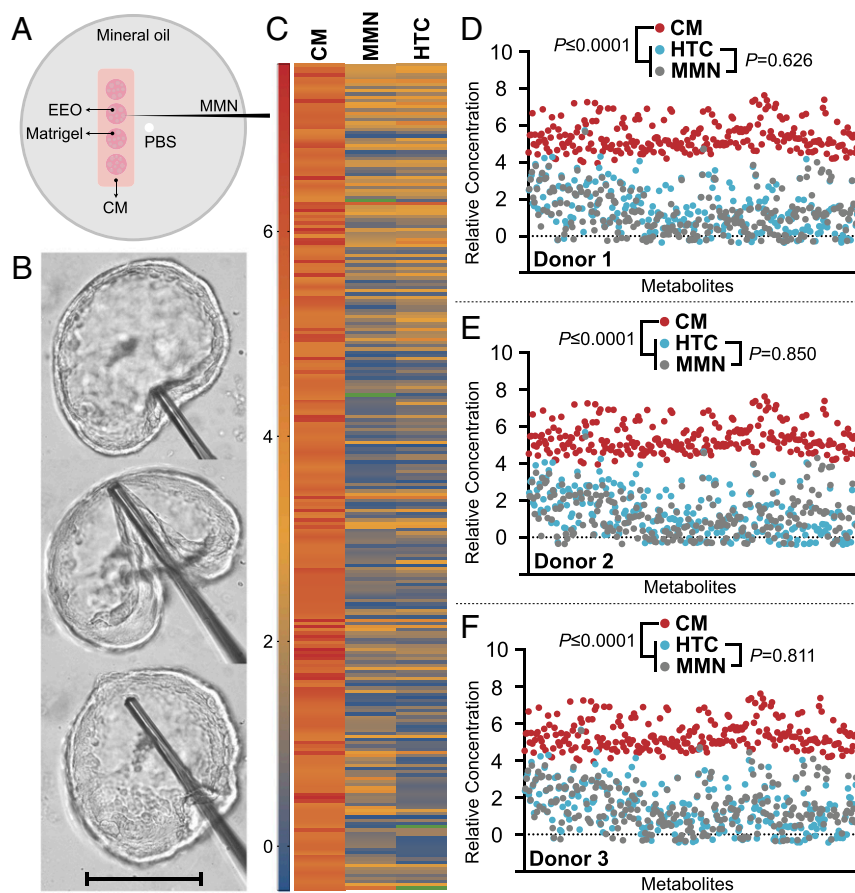 A
Mineral oil
EEO
MMN
Matrigel
PBS
CM
B
C
CM
MMN
HTC
6
4
2
0
D
CM
P≤0.0001
HTC
P=0.626
MMN
10
8
6
4
2
0
Relative Concentration
Donor 1
Metabolites
E
CM
P≤0.0001
HTC
P=0.850
MMN
10
8
6
4
2
0
Relative Concentration
Donor 2
Metabolites
F
CM
P≤0.0001
HTC
P=0.811
MMN
10
8
6
4
2
0
Relative Concentration
Donor 3
Metabolites